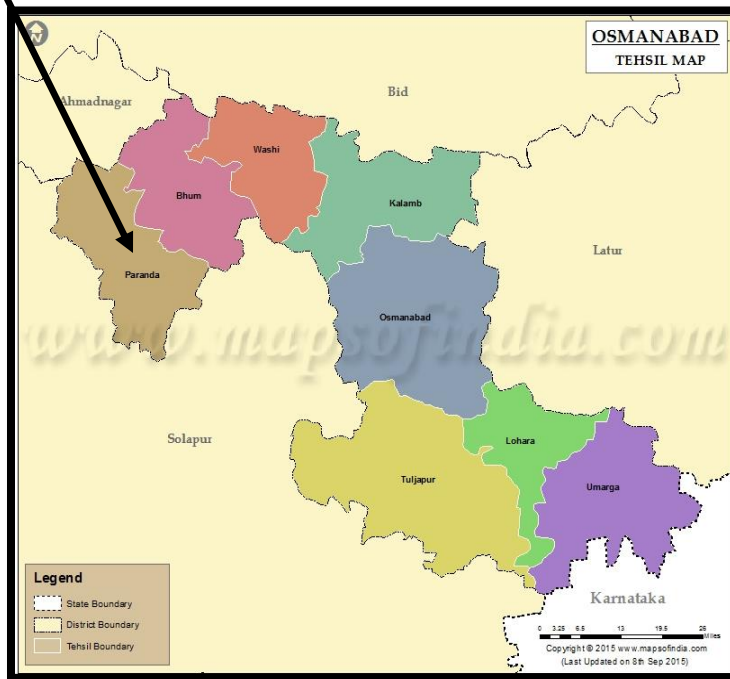 OSMANABAD
TEHSIL MAP
Ahmadnagar
Bid
Washi
Bhum
Kalamb
Latur
Paranda
Osmanabad
www.mapsofindia.com
Solapur
Lohara
Tuljapur
Umarga
Legend
State Boundary
District Boundary
Tehsil Boundary
Karnataka
0 3.25 6.5 13 19.5 26
Miles
Copyright © 2015 www.mapsofindia.com
(Last Updated on 8th Sep 2015)